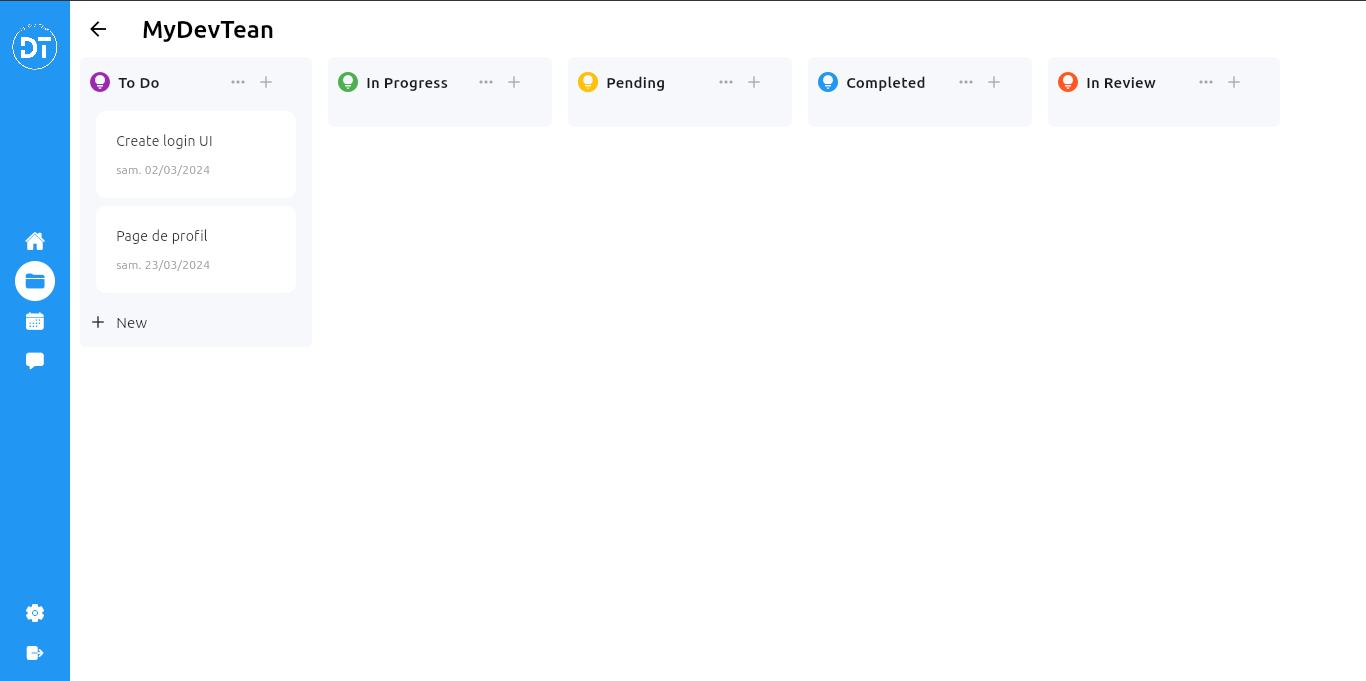 DT
MyDevTean
To Do
In Progress
Pending
Completed
In Review
Create login UI
sam. 02/03/2024
Page de profil
sam. 23/03/2024
New